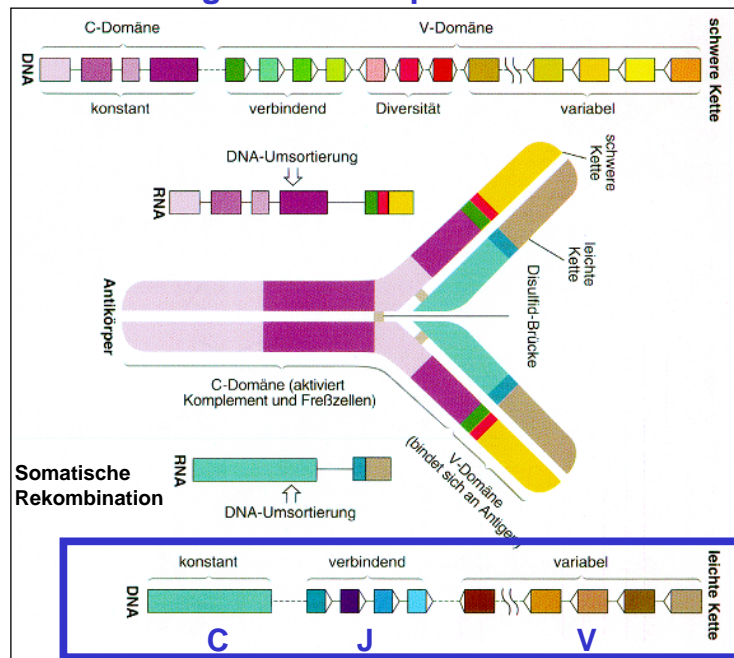 C-Domäne
V-Domäne
DNA
schwere Kette
konstant
verbindend
Diversität
variabel
DNA-Umsortierung
RNA
schwere
Kette
leichte
Kette
Disulfid-Brücke
Antikörper
C-Domäne (aktiviert
Komplement und Freßzellen)
V-Domäne
(bindet sich an Antigen)
Somatische
Rekombination
RNA
DNA-Umsortierung
konstant
verbindend
variabel
DNA
leichte Kette
C
J
V